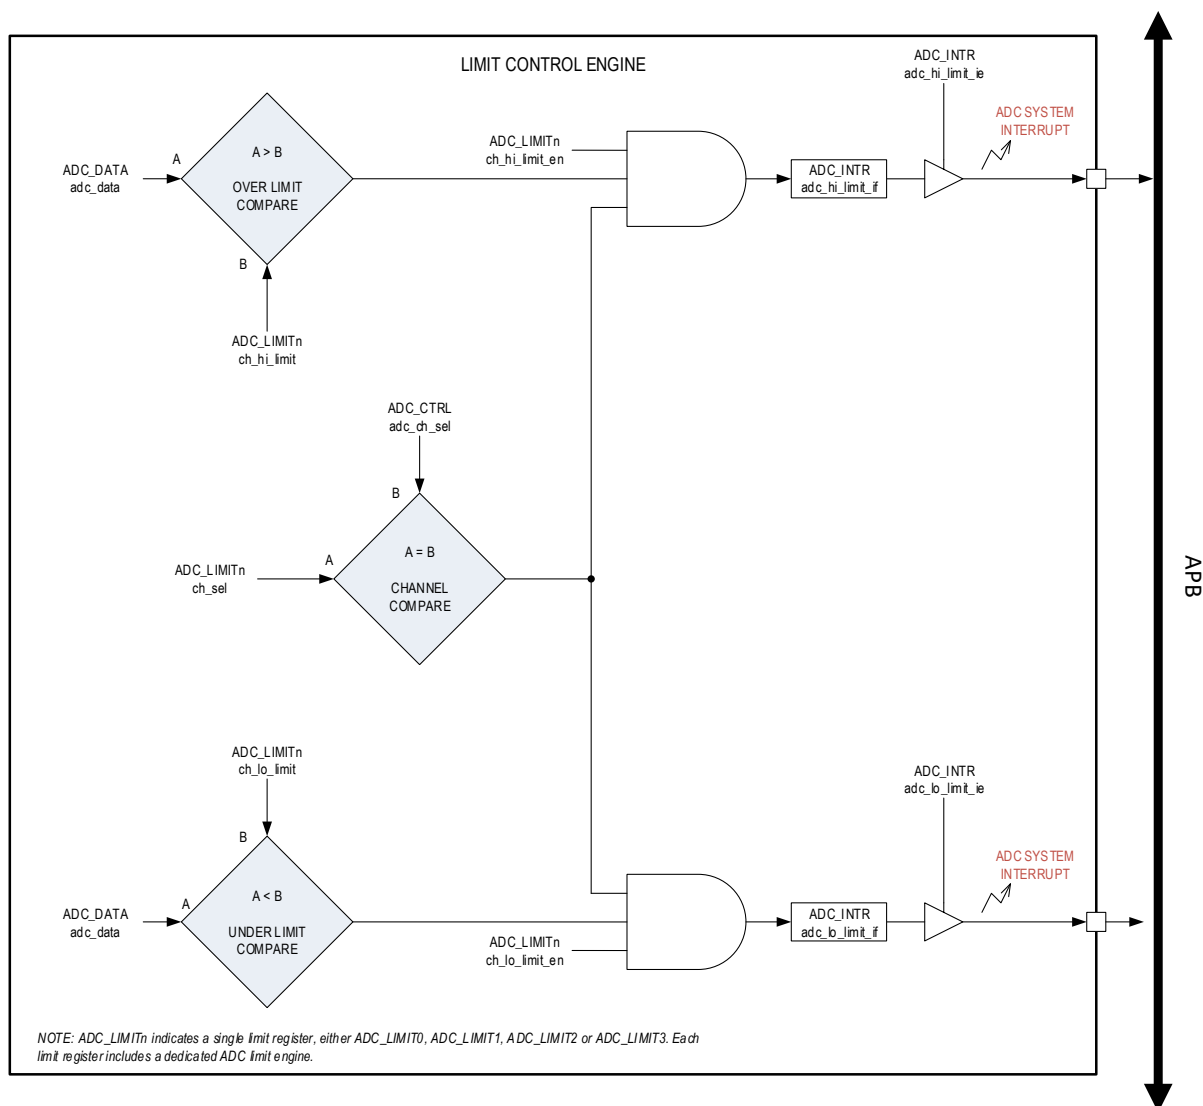 LIMIT CONTROL ENGINE
ADC_INTR
adc_hi_limit_ie
ADC SYSTEM
INTERRUPT
ADC_LIMITn
ch_hi_limit_en
ADC_DATA
adc_data
A
A > B
OVER LIMIT
COMPARE
B
ADC_LIMITn
ch_hi_limit
ADC_INTR
adc_hi_limit_if
ADC_CTRL
adc_ch_sel
B
A
A = B
CHANNEL
COMPARE
ADC_LIMITn
ch_sel
APB
ADC_LIMITn
ch_lo_limit
B
A
A < B
UNDER LIMIT
COMPARE
ADC_DATA
adc_data
ADC_LIMITn
ch_lo_limit_en
ADC_INTR
adc_lo_limit_if
ADC_INTR
adc_lo_limit_ie
ADC SYSTEM
INTERRUPT
NOTE: ADC_LIMITn indicates a single limit register, either ADC_LIMIT0, ADC_LIMIT1, ADC_LIMIT2 or ADC_LIMIT3. Each
limit register includes a dedicated ADC limit engine.